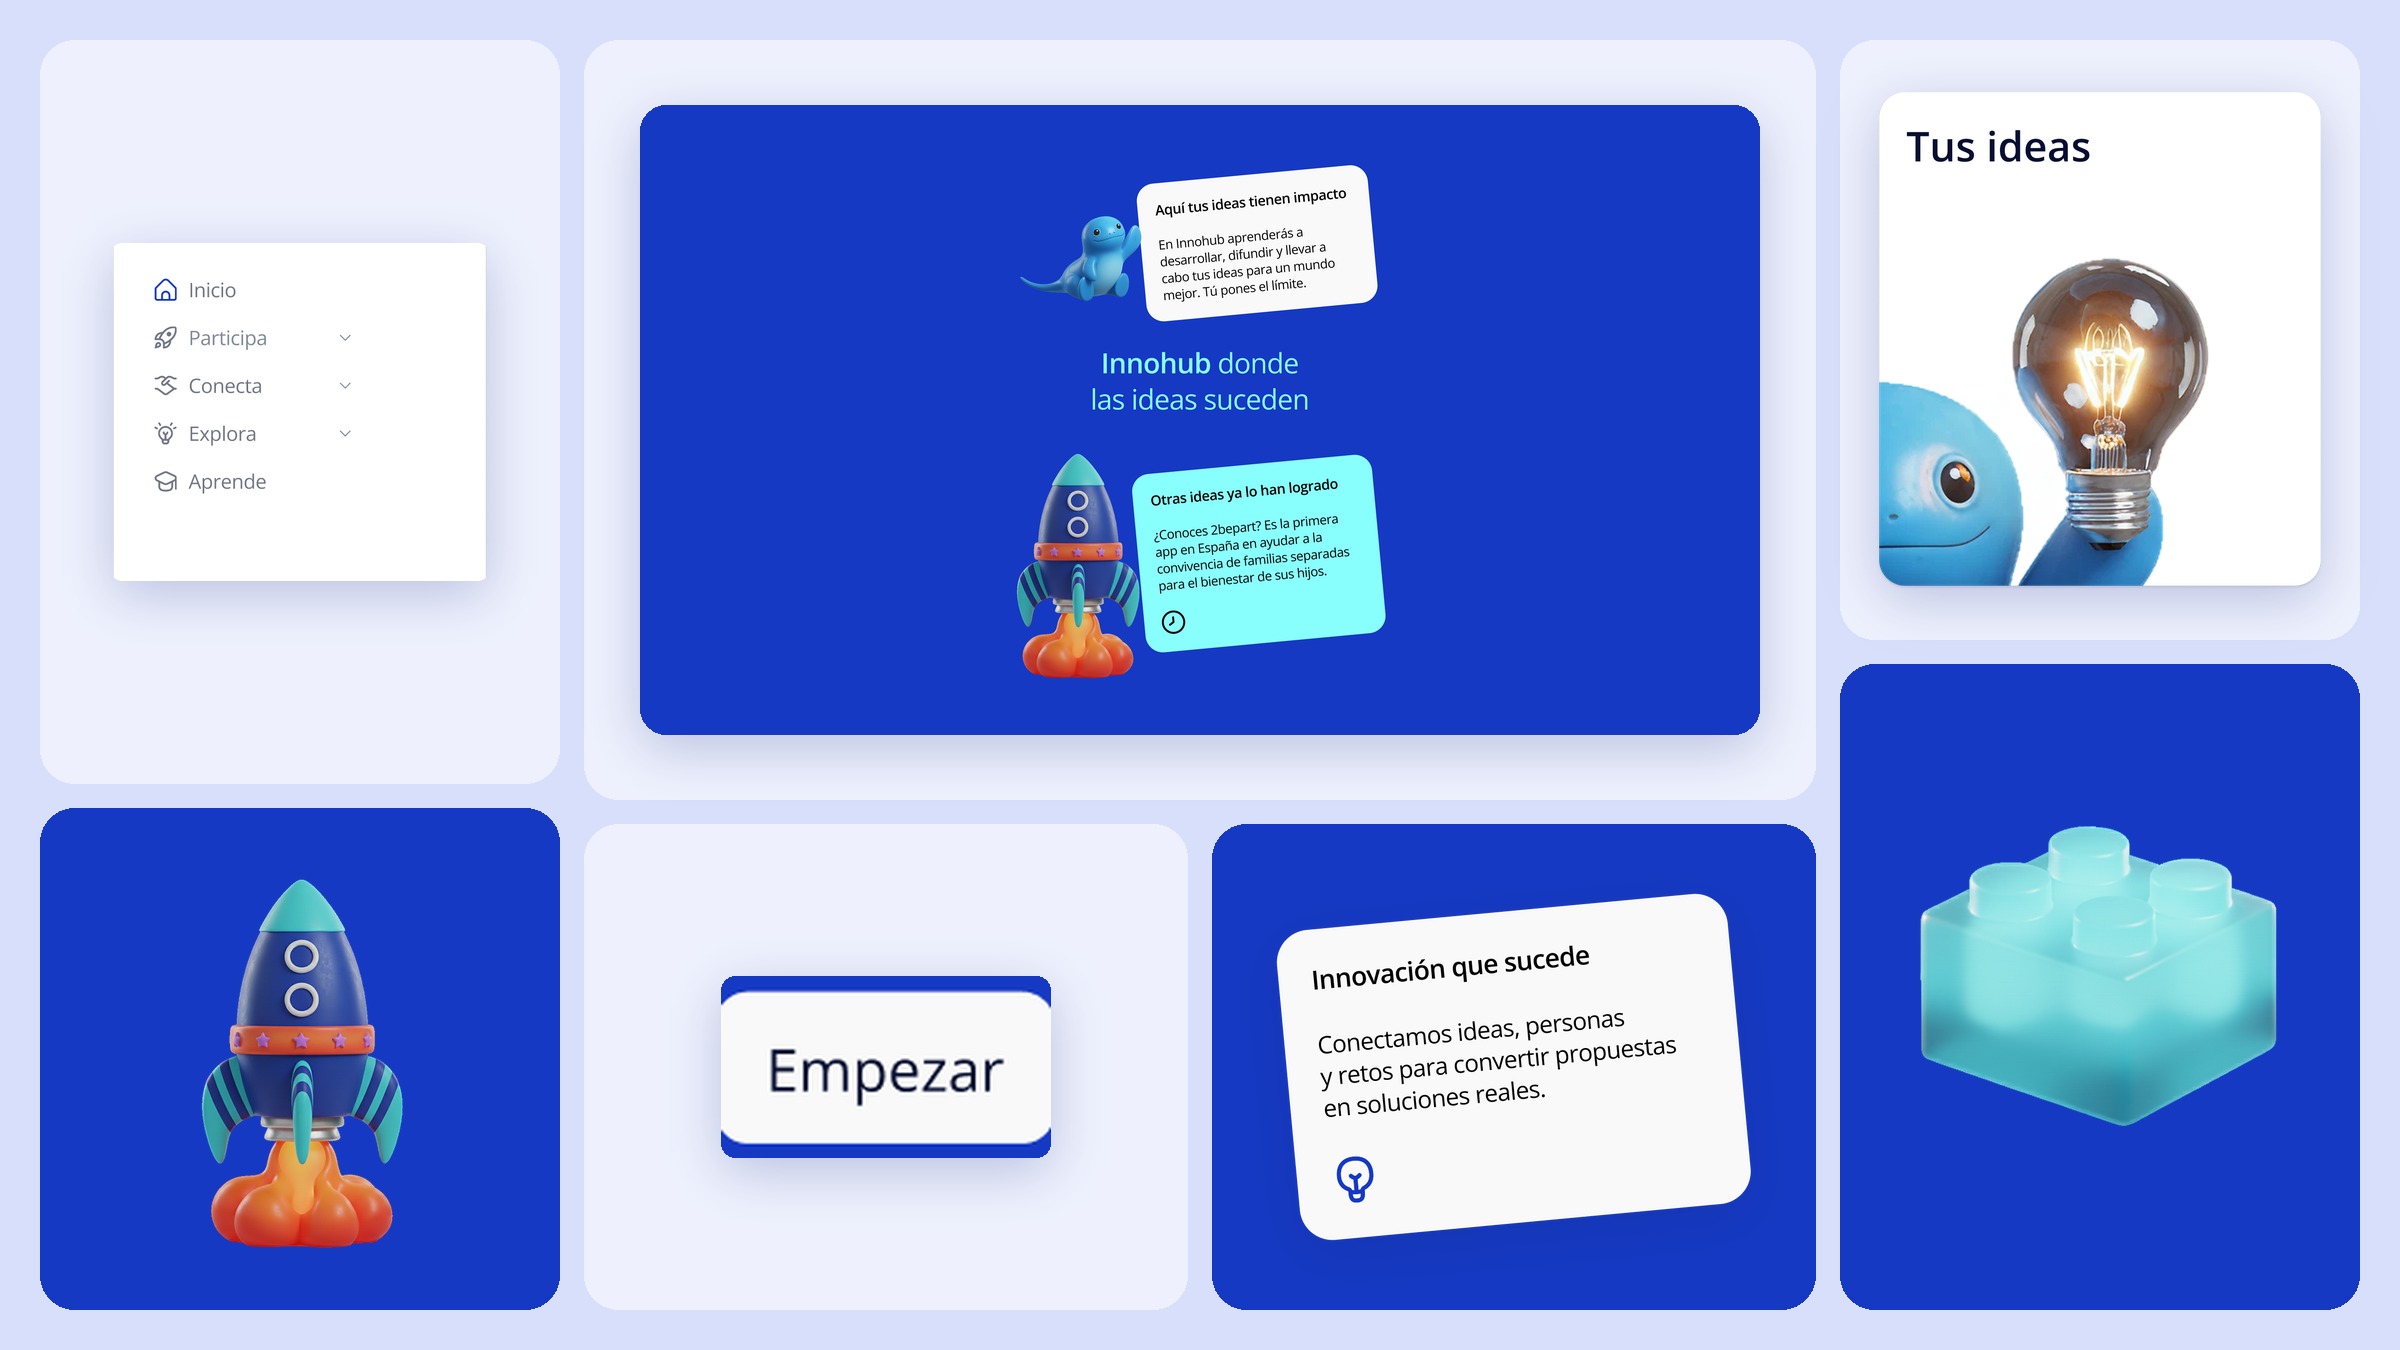 Inicio
Participa
Conecta
Explora
Aprende
Aquí tus ideas tienen impacto
En Innohub aprenderás a
desarrollar, difundir y llevar a
cabo tus ideas para un mundo
mejor. Tú pones el límite.
Innohub donde
las ideas suceden
Otras ideas ya lo han logrado
¿Conoces 2bepart? Es la primera
app en España en ayudar a la
convivencia de familias separadas
para el bienestar de sus hijos.
Tus ideas
Empezar
Innovación que sucede
Conectamos ideas, personas
y retos para convertir propuestas
en soluciones reales.